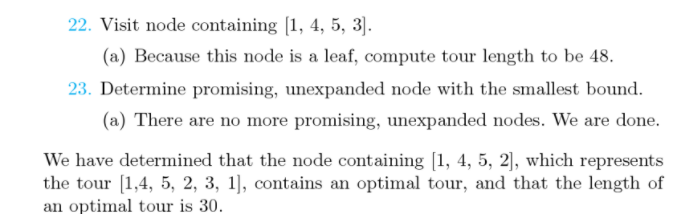 22. Visit node containing [1, 4, 5, 3].
(a) Because this node is a leaf, compute tour length to be 48.
23. Determine promising, unexpanded node with the smallest bound.
(a) There are no more promising, unexpanded nodes. We are done.
We have determined that the node containing [1, 4, 5, 2], which represents
the tour [1,4, 5, 2, 3, 1], contains an optimal tour, and that the length of
an optimal tour is 30.